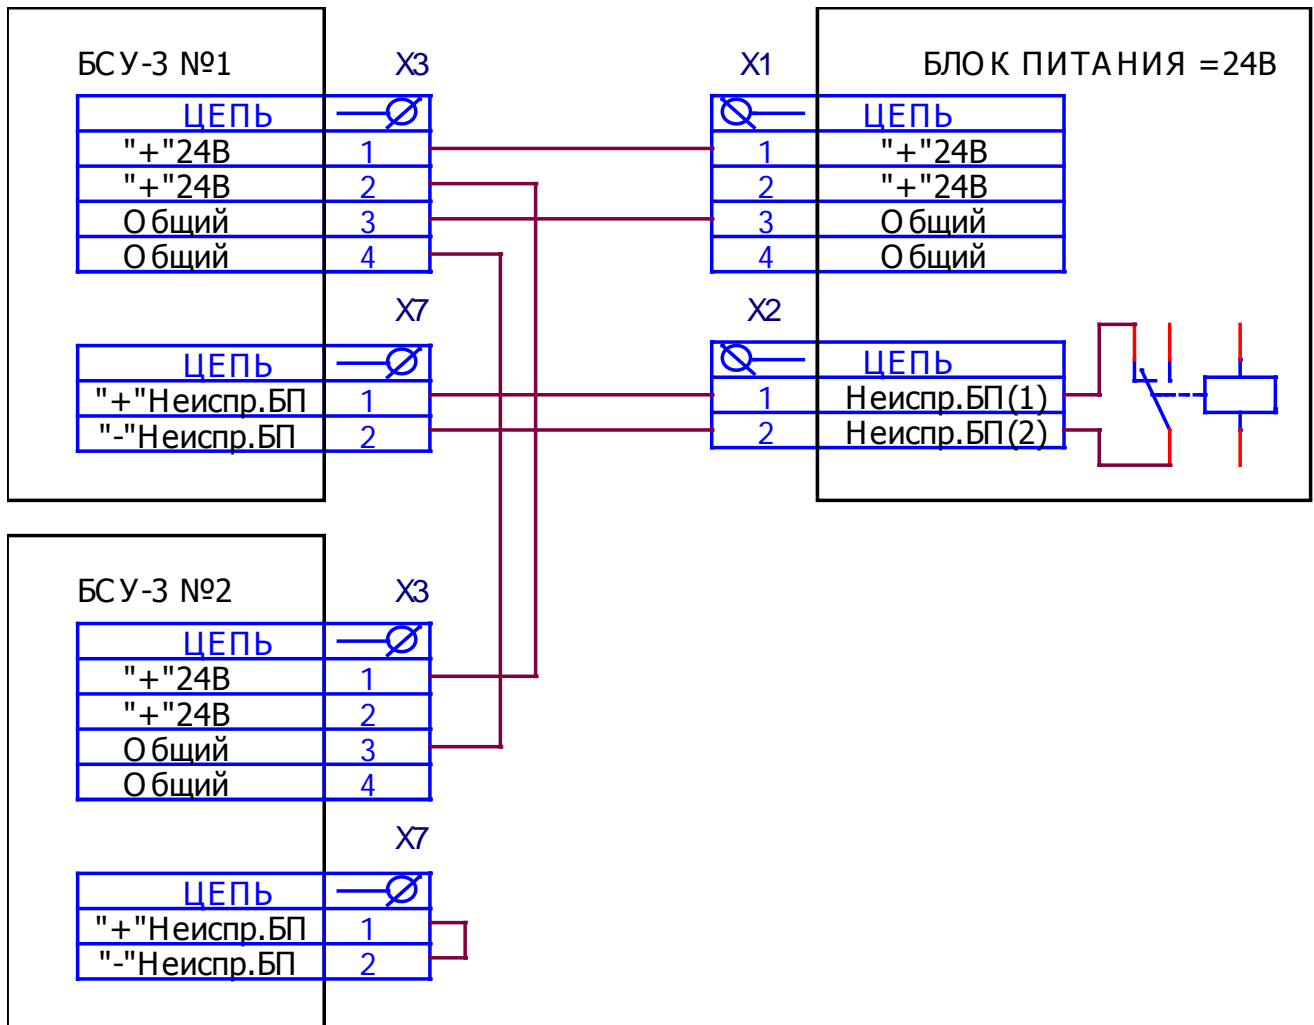 БСУ-3 №1
X3
ЦЕПЬ
"+"24В 1
"+"24В 2
Общий 3
Общий 4
X7
ЦЕПЬ
"+"Неиспр.БП 1
"-"Неиспр.БП 2
X1
БЛОК ПИТАНИЯ =24В
ЦЕПЬ
1 "+"24В
2 "+"24В
3 Общий
4 Общий
X2
ЦЕПЬ
1 Неиспр.БП(1)
2 Неиспр.БП(2)
БСУ-3 №2
X3
ЦЕПЬ
"+"24В 1
"+"24В 2
Общий 3
Общий 4
X7
ЦЕПЬ
"+"Неиспр.БП 1
"-"Неиспр.БП 2